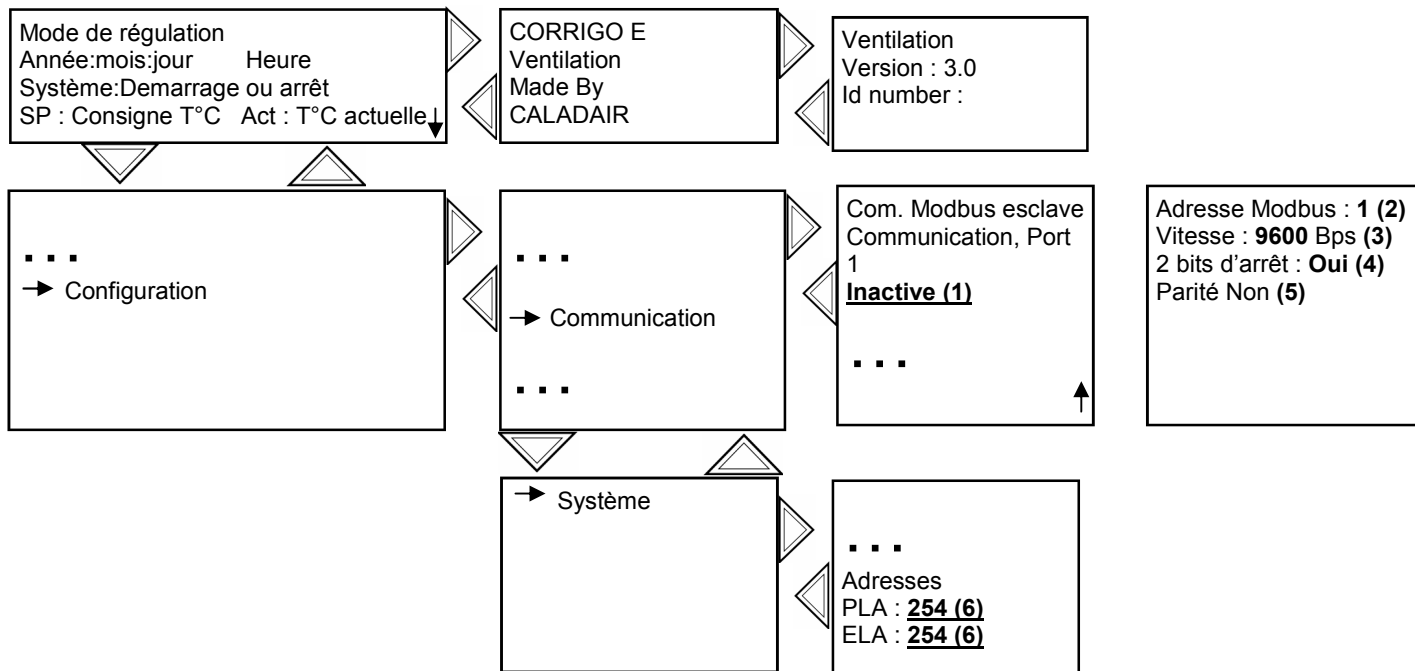 Mode de régulation
Année:mois:jour Heure
Système:Demarrage ou arrêt
SP : Consigne T°C Act : T°C actuelle
CORRIGO E
Ventilation
Made By
CALADAIR
Ventilation
Version : 3.0
Id number :
...
Configuration
...
Communication
...
Com. Modbus esclave
Communication, Port
1
Inactive (1)
...
Adresse Modbus : 1 (2)
Vitesse : 9600 Bps (3)
2 bits d'arrêt : Oui (4)
Parité Non (5)
Système
...
Adresses
PLA : 254 (6)
ELA : 254 (6)